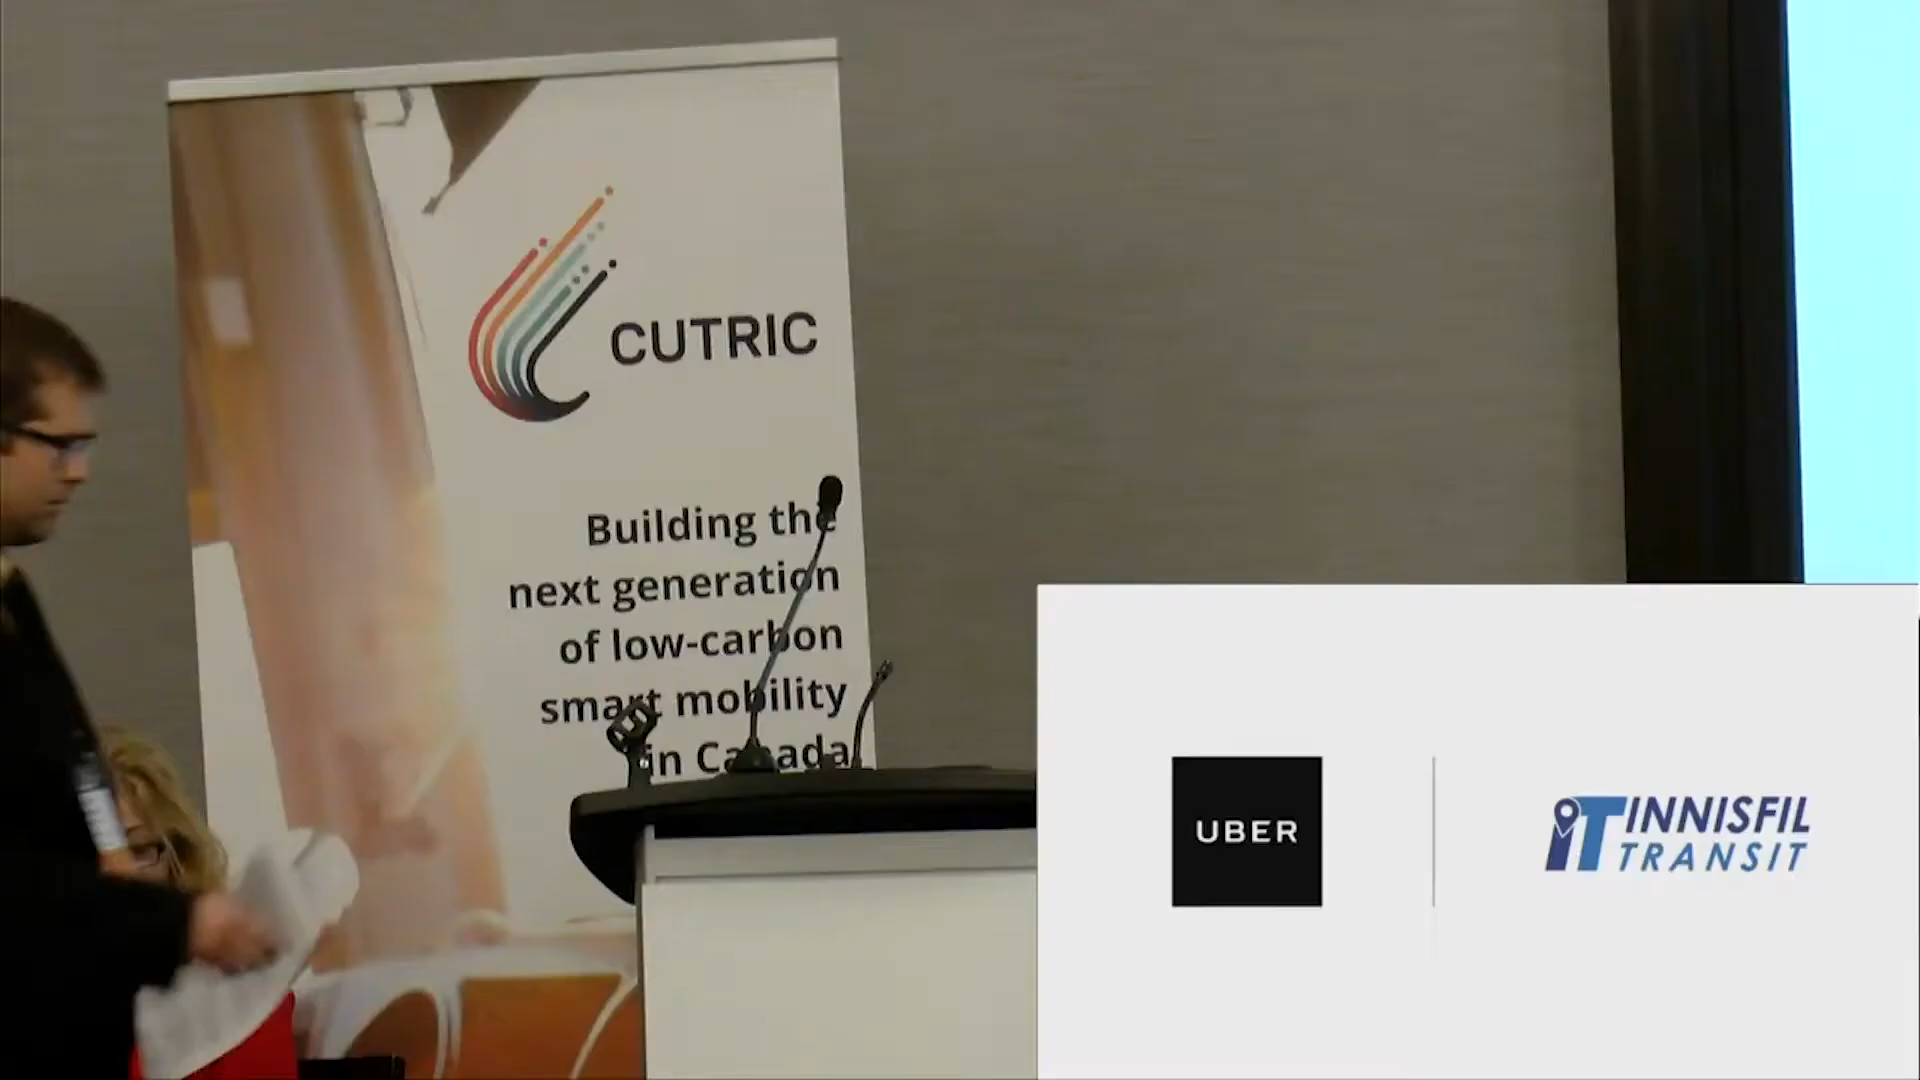 CUTRIC
Building the
next generation
of low-carbon
smart mobility
in Canada
UBER
INNISFIL
TRANSIT